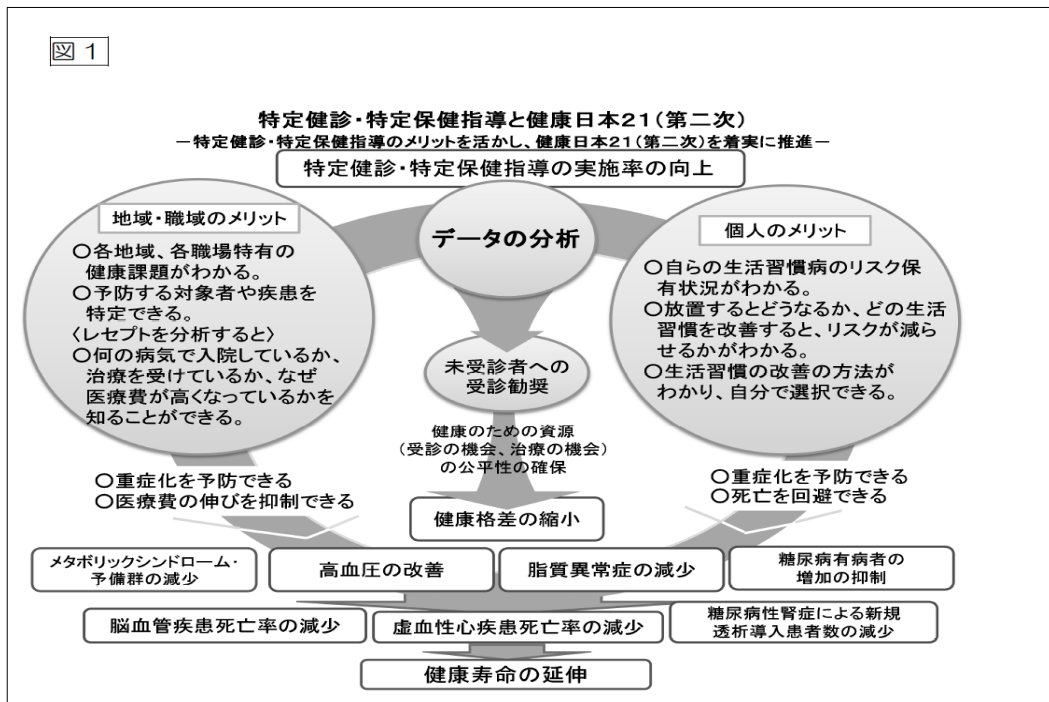 図１
特定健診・特定保健指導と健康日本21(第二次)
－特定健診・特定保健指導のメリットを活かし、健康日本21(第二次)を着実に推進－
特定健診・特定保健指導の実施率の向上
地域・職域のメリット
○各地域、各職場特有の
健康課題がわかる。
○予防する対象者や疾患を
特定できる。
〈レセプトを分析すると〉
○何の病気で入院しているか、
治療を受けているか、なぜ
医療費が高くなっているかを
知ることができる。
データの分析
未受診者への
受診勧奨
健康のための資源
(受診の機会、治療の機会)
の公平性の確保
健康格差の縮小
個人のメリット
○自らの生活習慣病のリスク保
有状況がわかる。
○放置するとどうなるか、どの生活
習慣を改善すると、リスクが減ら
せるかがわかる。
○生活習慣の改善の方法が
わかり、自分で選択できる。
○重症化を予防できる
○医療費の伸びを抑制できる
○重症化を予防できる
○死亡を回避できる
メタボリックシンドローム・
予備群の減少
高血圧の改善
脂質異常症の減少
糖尿病有病者の
増加の抑制
脳血管疾患死亡率の減少
虚血性心疾患死亡率の減少
糖尿病性腎症による新規
透析導入患者数の減少
健康寿命の延伸